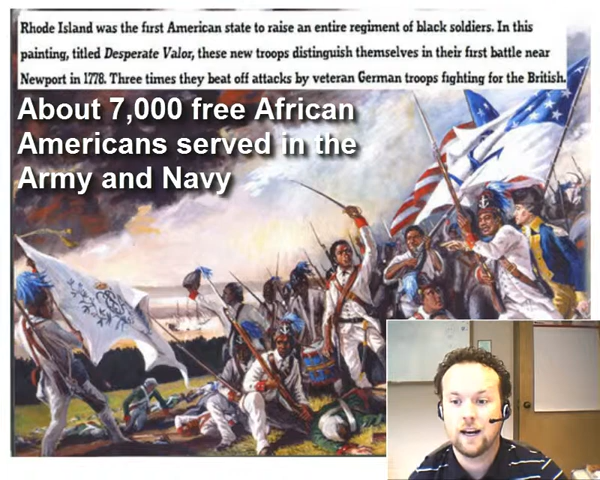 Rhode Island was the first American state to raise an entire regiment of black soldiers. In this
painting, titled Desperate Valor, these new troops distinguish themselves in their first battle near
Newport in 1778. Three times they beat off attacks by veteran German troops fighting for the British.
About 7,000 free African
Americans served in the
Army and Navy